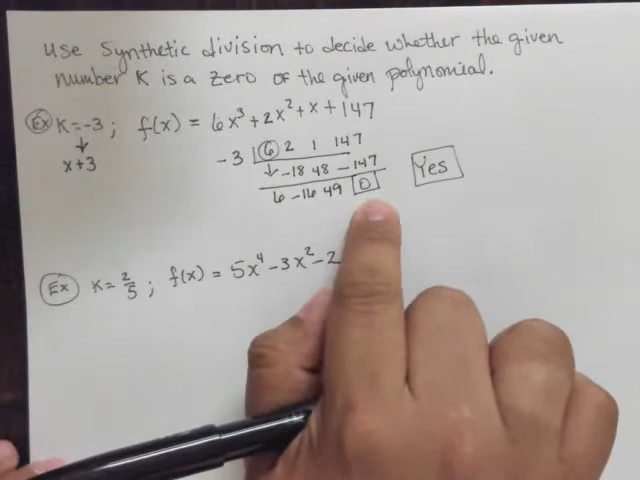 use synthetic division to decide whether the given
number K is a zero of the given polynomial.
Ex K=-3; f(x) = 6x³+2x²+x+147
↓
x+3
-3 6 2 1 147
↓ -18 48 -147
6 -16 49 0
Yes
Ex K=2/5; f(x) = 5x⁴-3x²-2